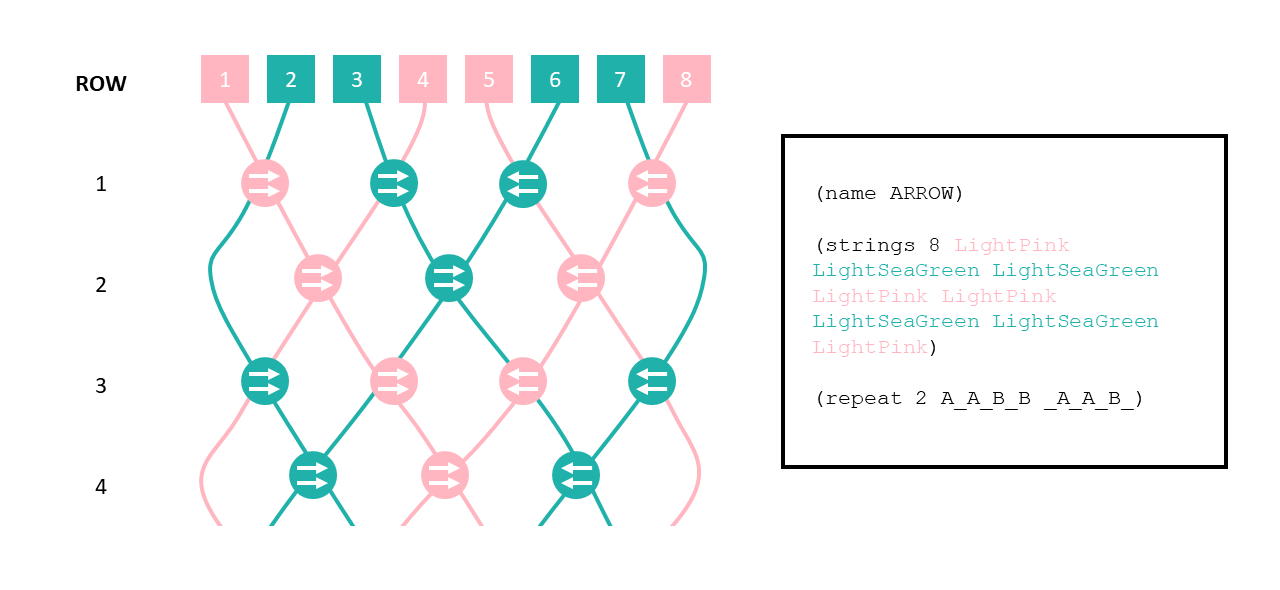 ROW
1 2 3 4 5 6 7 8
1
2
3
4
(name ARROW)
(strings 8 LightPink
LightSeaGreen LightSeaGreen
LightPink LightPink
LightSeaGreen LightSeaGreen
LightPink)
(repeat 2 A_A_B_B _A_A_B_)